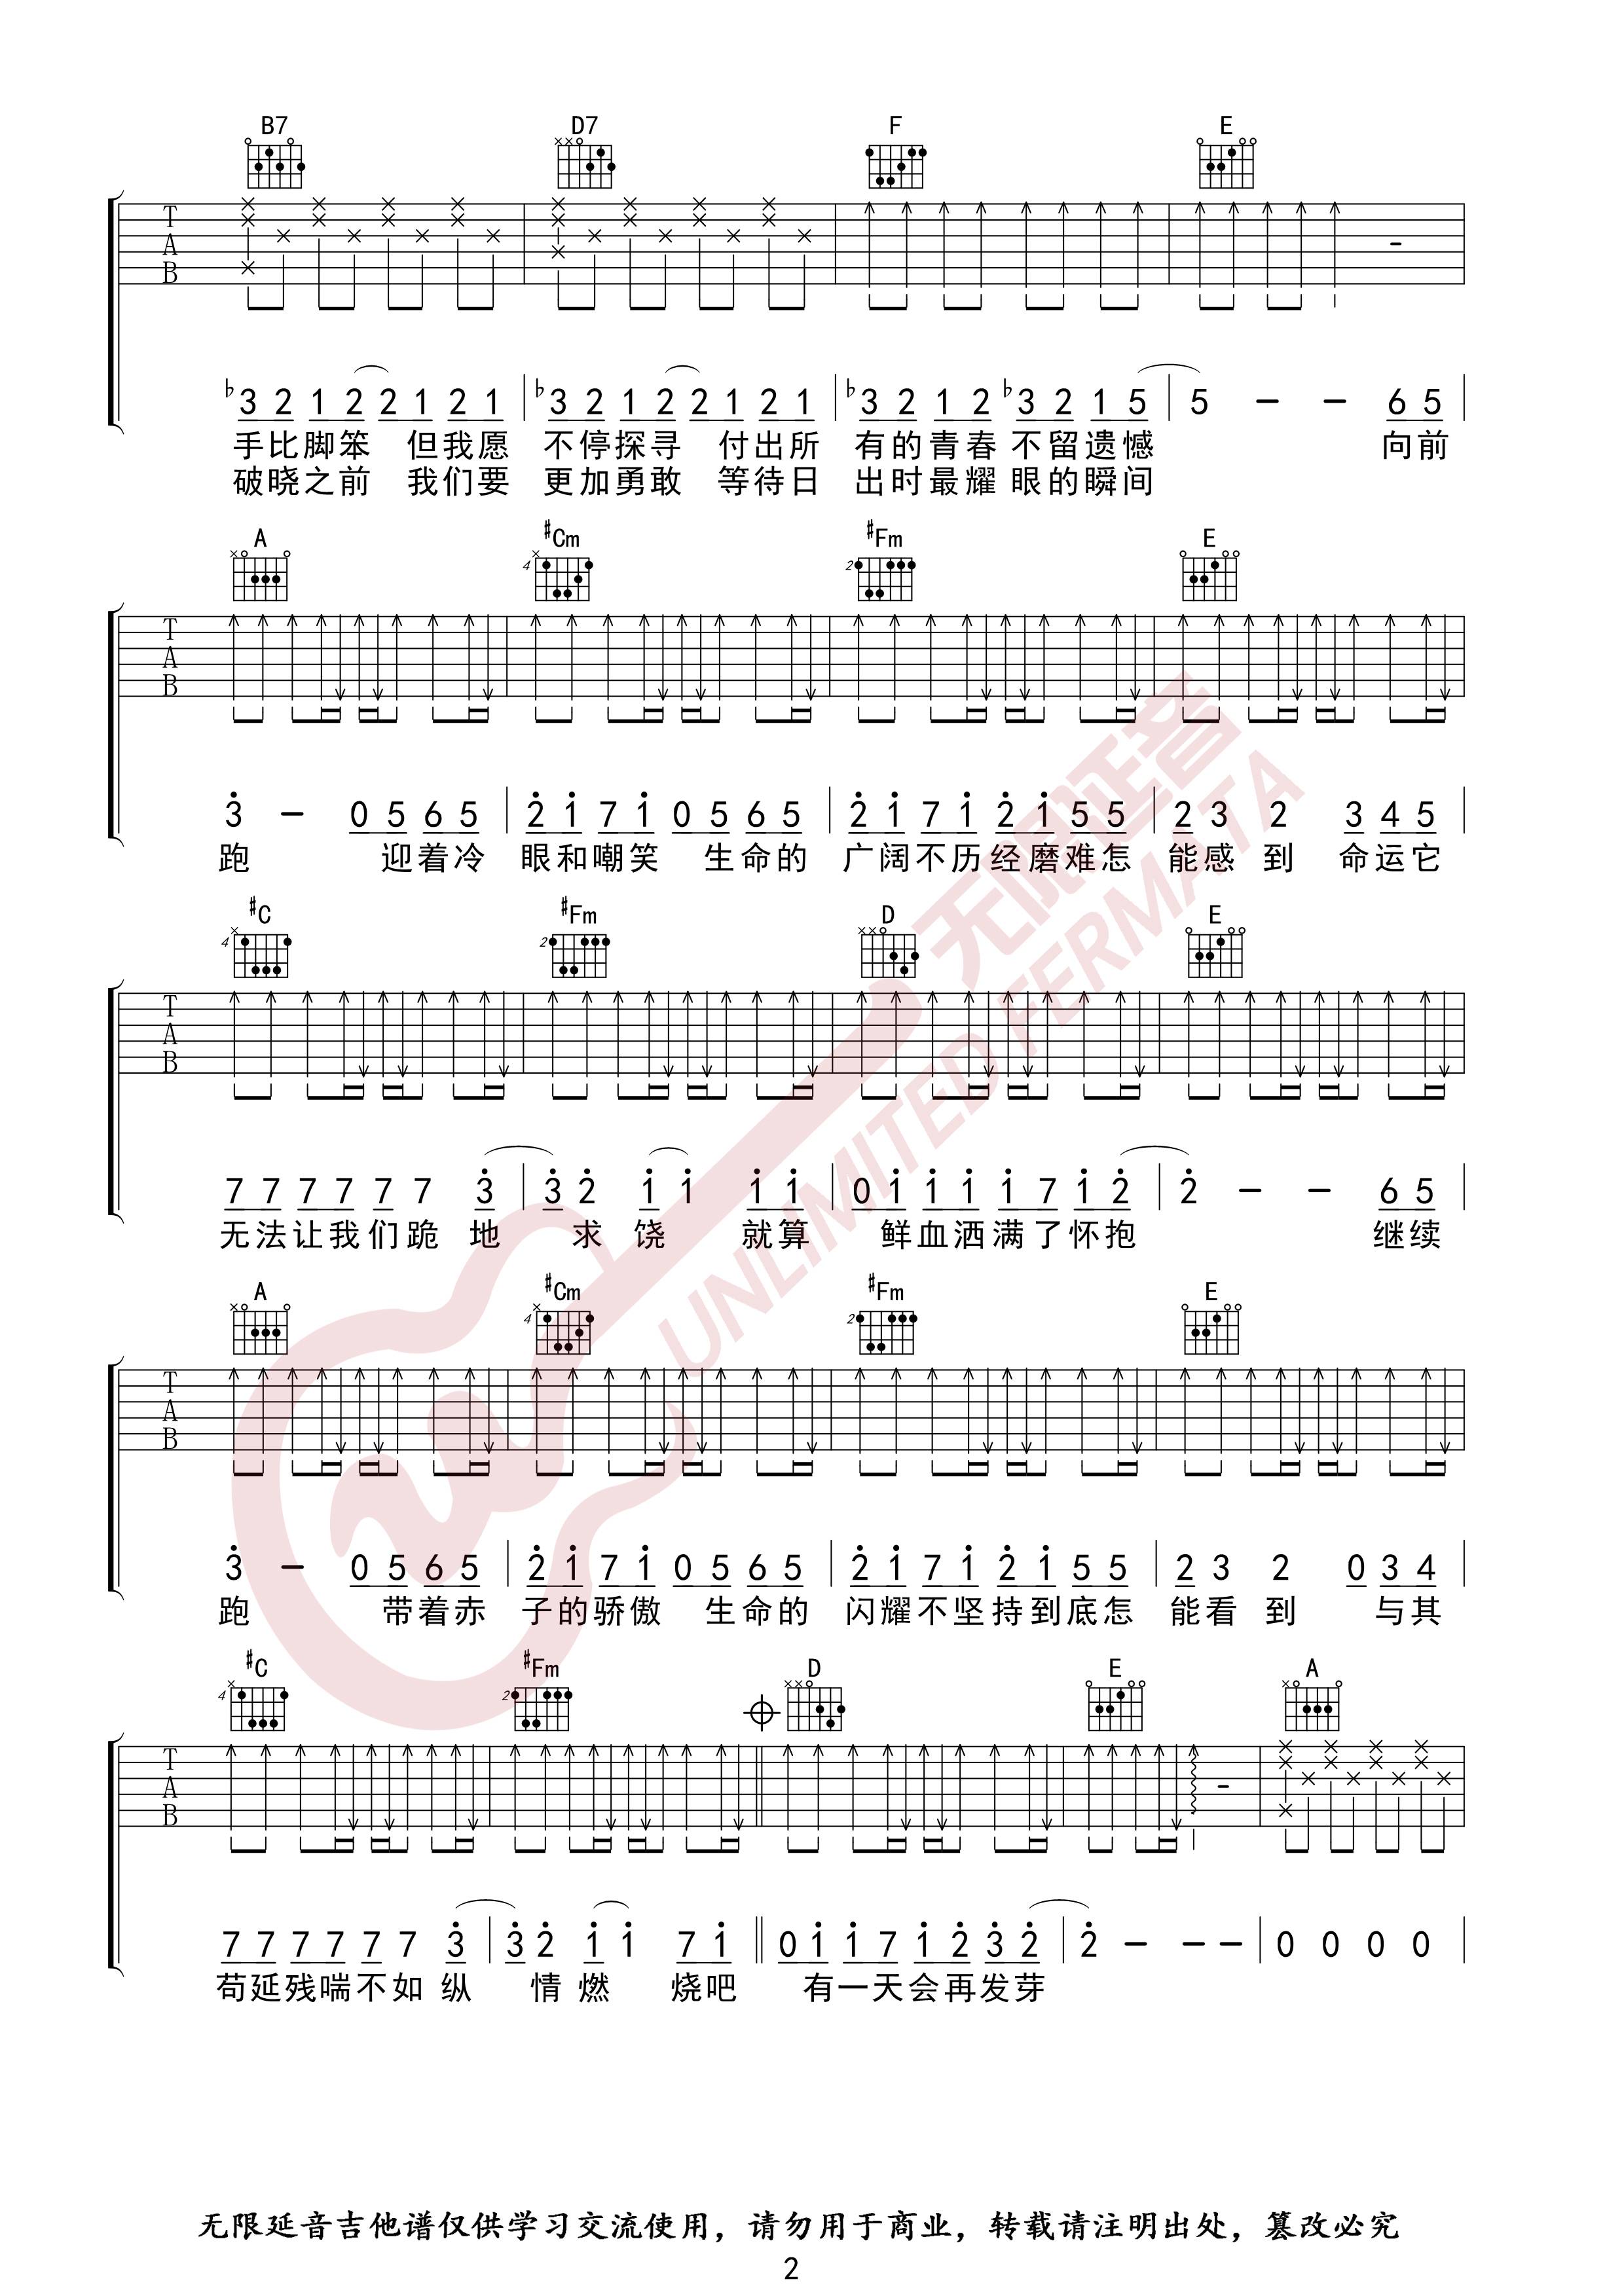 B7 D7 F E
T
A
B
♭3 2 1 2 2 1 2 1 | ♭3 2 1 2 2 1 2 1 | ♭3 2 1 2 ♭3 2 1 5 | 5 - - 6 5 |
手比脚笨 但我愿 不停探寻 付出所 有的青春 不留遗憾 向前
破晓之前 我们要 更加勇敢 等待日 出时最耀 眼的瞬间
A #Cm #Fm E
4 2
T
A
B
3̇ - 0 5 6 5 | 2̇ 1̇ 7 1̇ 0 5 6 5 | 2̇ 1̇ 7 1̇ 2̇ 1̇ 5 5 | 2 3 2 3 4 5 |
跑 迎着冷 眼和嘲笑 生命的 广阔不历经磨难怎 能感 到 命运它
#C #Fm D E
4 2
T
A
B
7 7 7 7 7 7 3̇ | 3̇ 2̇ 1̇ 1̇ 1̇ 1̇ | 0 1̇ 1̇ 1̇ 1̇ 7 1̇ 2̇ | 2̇ - - 6 5 |
无法让我们跪 地 求 饶 就算 鲜血洒满了怀抱 继续
A #Cm #Fm E
4 2
T
A
B
3̇ - 0 5 6 5 | 2̇ 1̇ 7 1̇ 0 5 6 5 | 2̇ 1̇ 7 1̇ 2̇ 1̇ 5 5 | 2 3 2 0 3 4 |
跑 带着赤 子的骄傲 生命的 闪耀不坚持到底怎 能看 到 与其
#C #Fm D E A
4 2
T
A
B
7 7 7 7 7 7 3̇ | 3̇ 2̇ 1̇ 1̇ 7 1̇ || 0 1̇ 1̇ 7 1̇ 2̇ 3̇ 2̇ | 2̇ - - - | 0 0 0 0 |
苟延残喘不如 纵 情 燃 烧吧 有一天会再发芽
无限延音
UNLIMITED FERMATA
无限延音吉他谱仅供学习交流使用，请勿用于商业，转载请注明出处，篡改必究
2